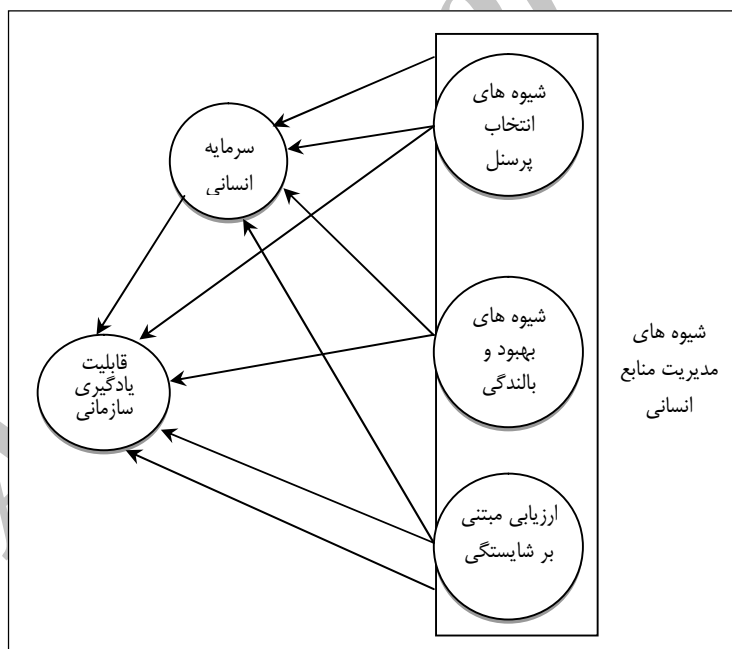 شیوه های
انتخاب
پرسنل
سرمایه
انسانی
شیوه های
بهبود و
بالندگی
شیوه های
مدیریت منابع
انسانی
قابلیت
یادگیری
سازمانی
ارزیابی مبتنی
بر شایستگی